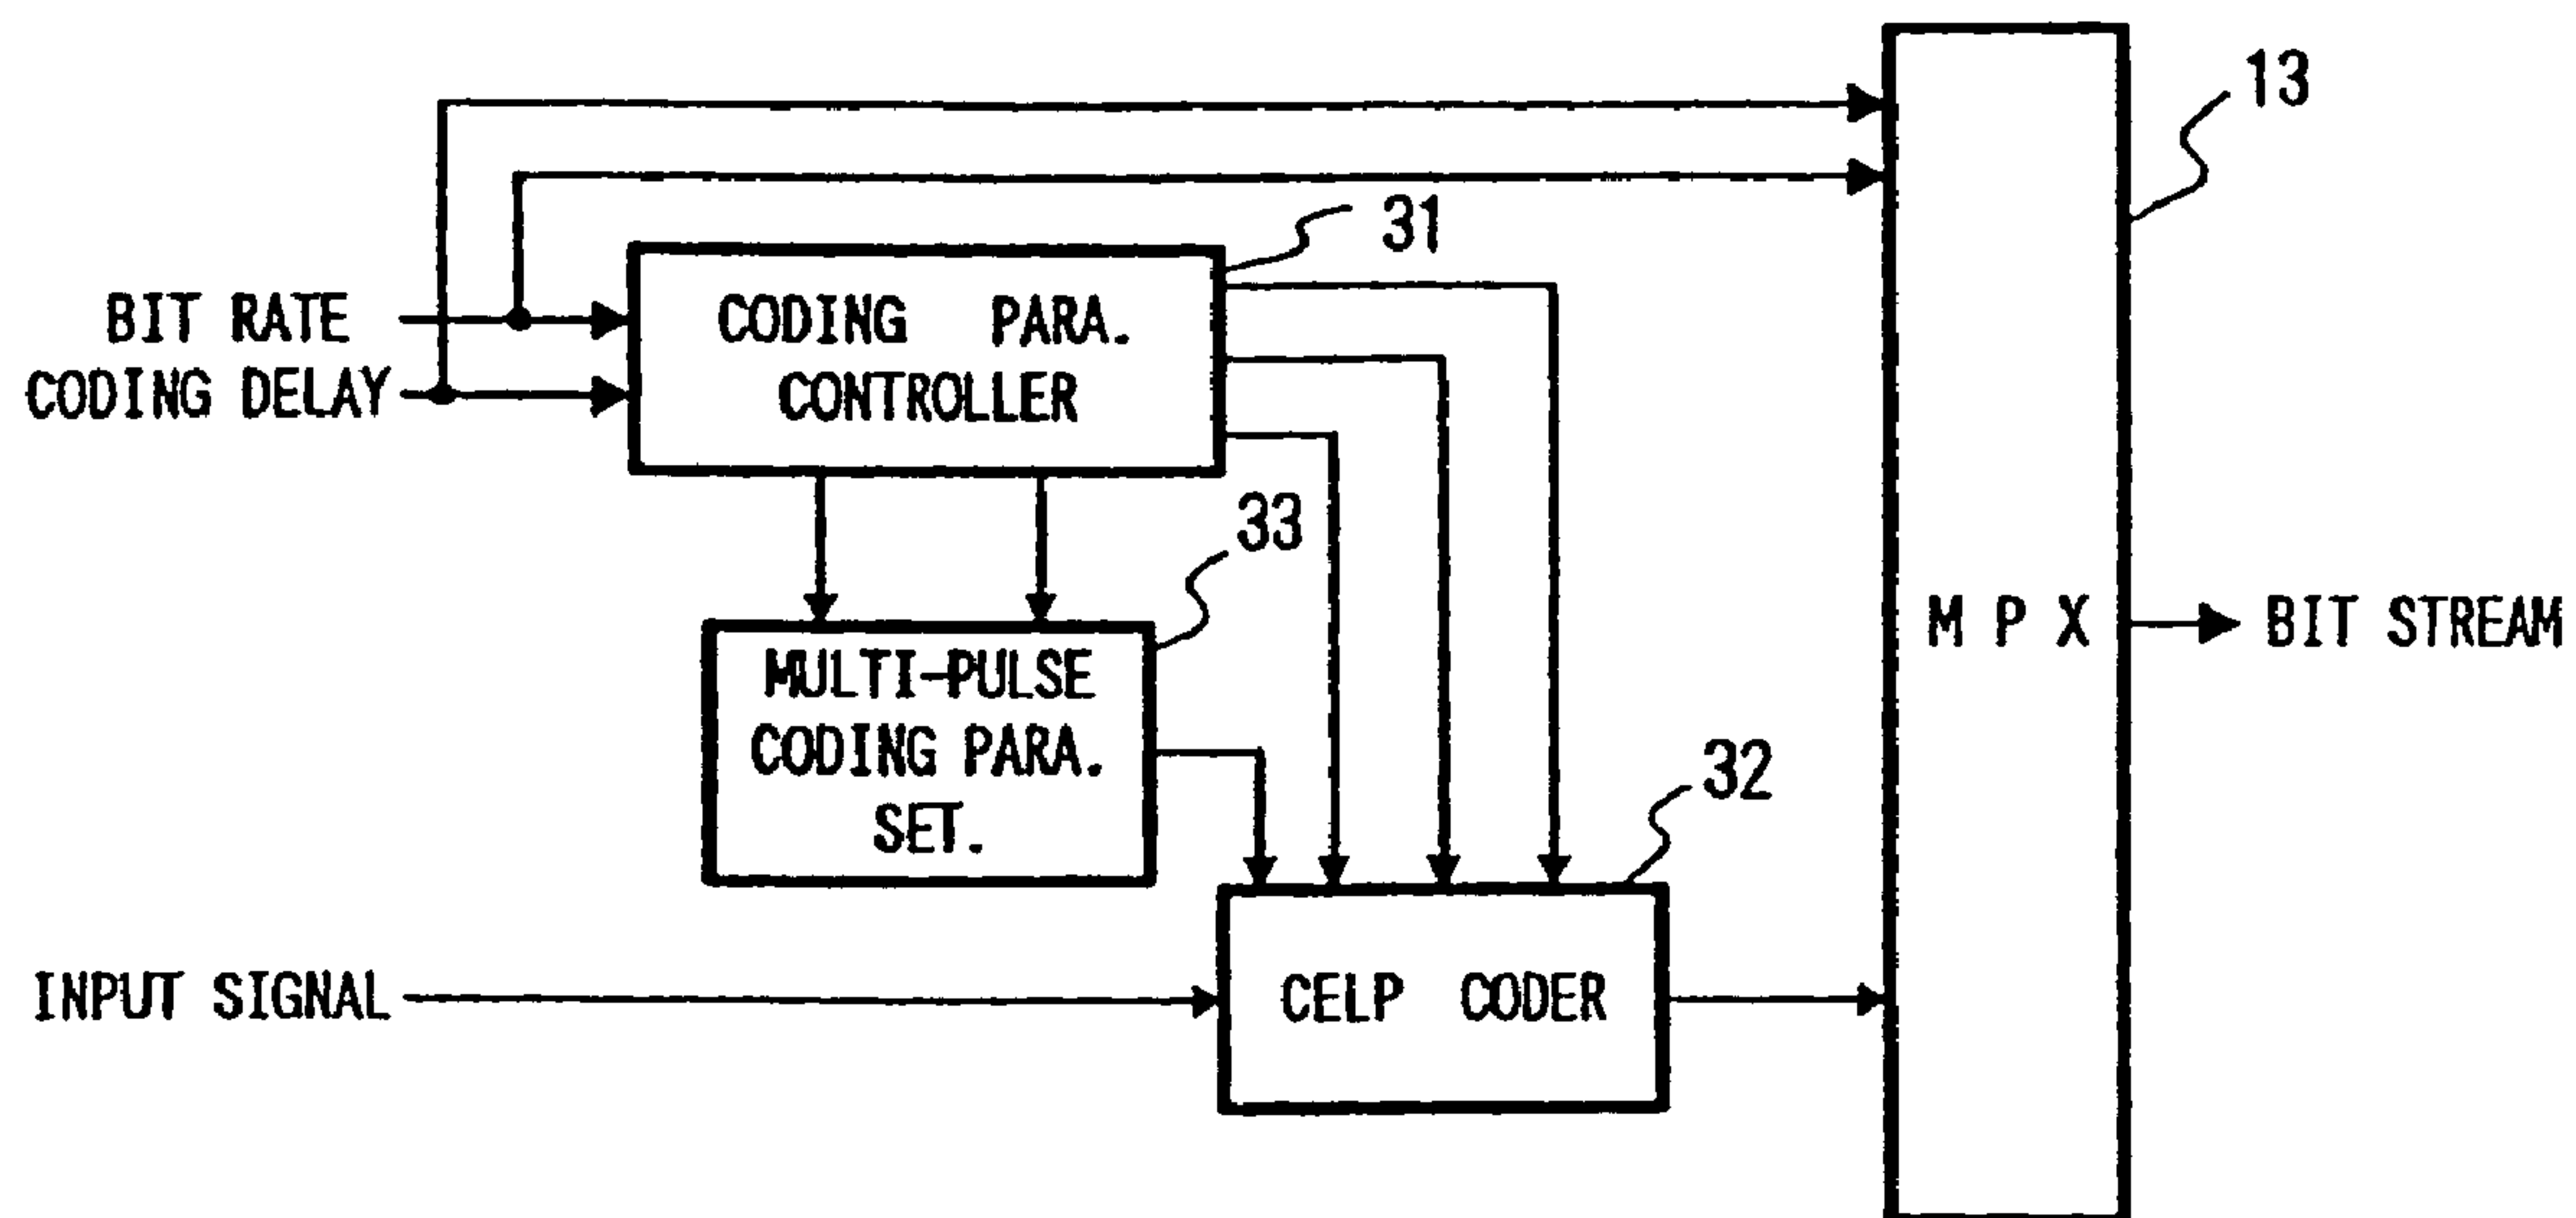 13
31
BIT RATE
CODING DELAY
CODING PARA.
CONTROLLER
33
MULTI-PULSE
CODING PARA.
SET.
M P X
BIT STREAM
32
INPUT SIGNAL
CELP CODER